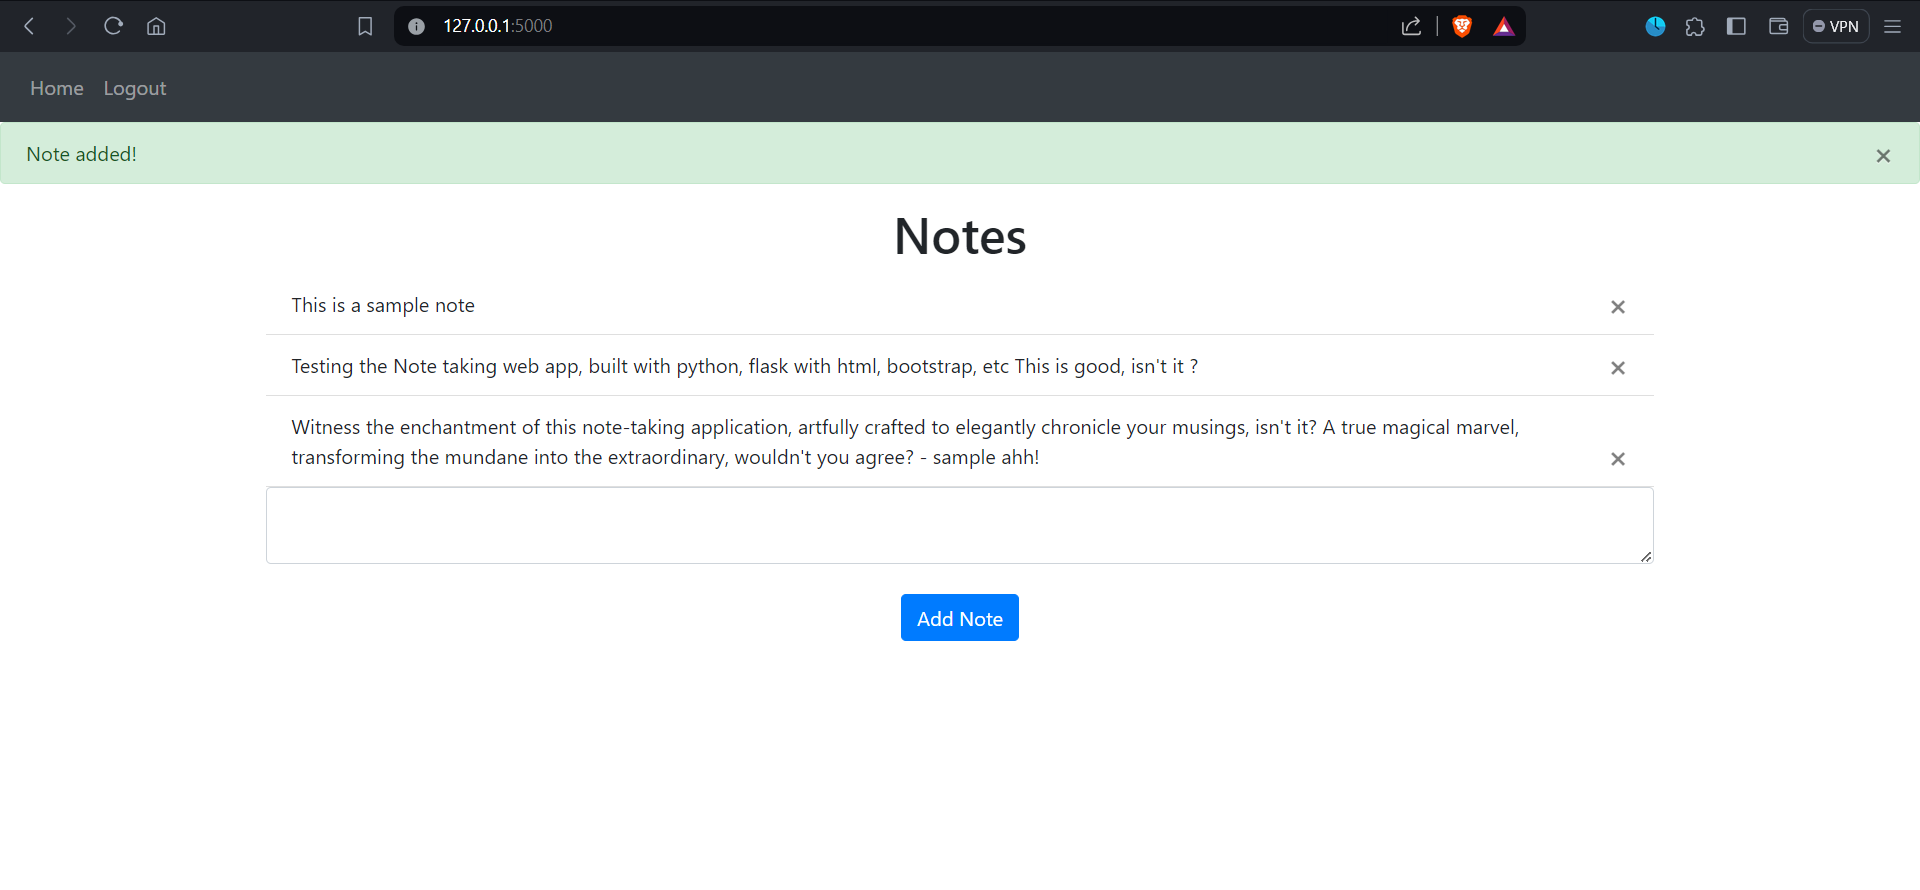 127.0.0.1:5000
VPN
Home Logout
Note added!
Notes
This is a sample note
Testing the Note taking web app, built with python, flask with html, bootstrap, etc This is good, isn't it ?
Witness the enchantment of this note-taking application, artfully crafted to elegantly chronicle your musings, isn't it? A true magical marvel,
transforming the mundane into the extraordinary, wouldn't you agree? - sample ahh!
Add Note